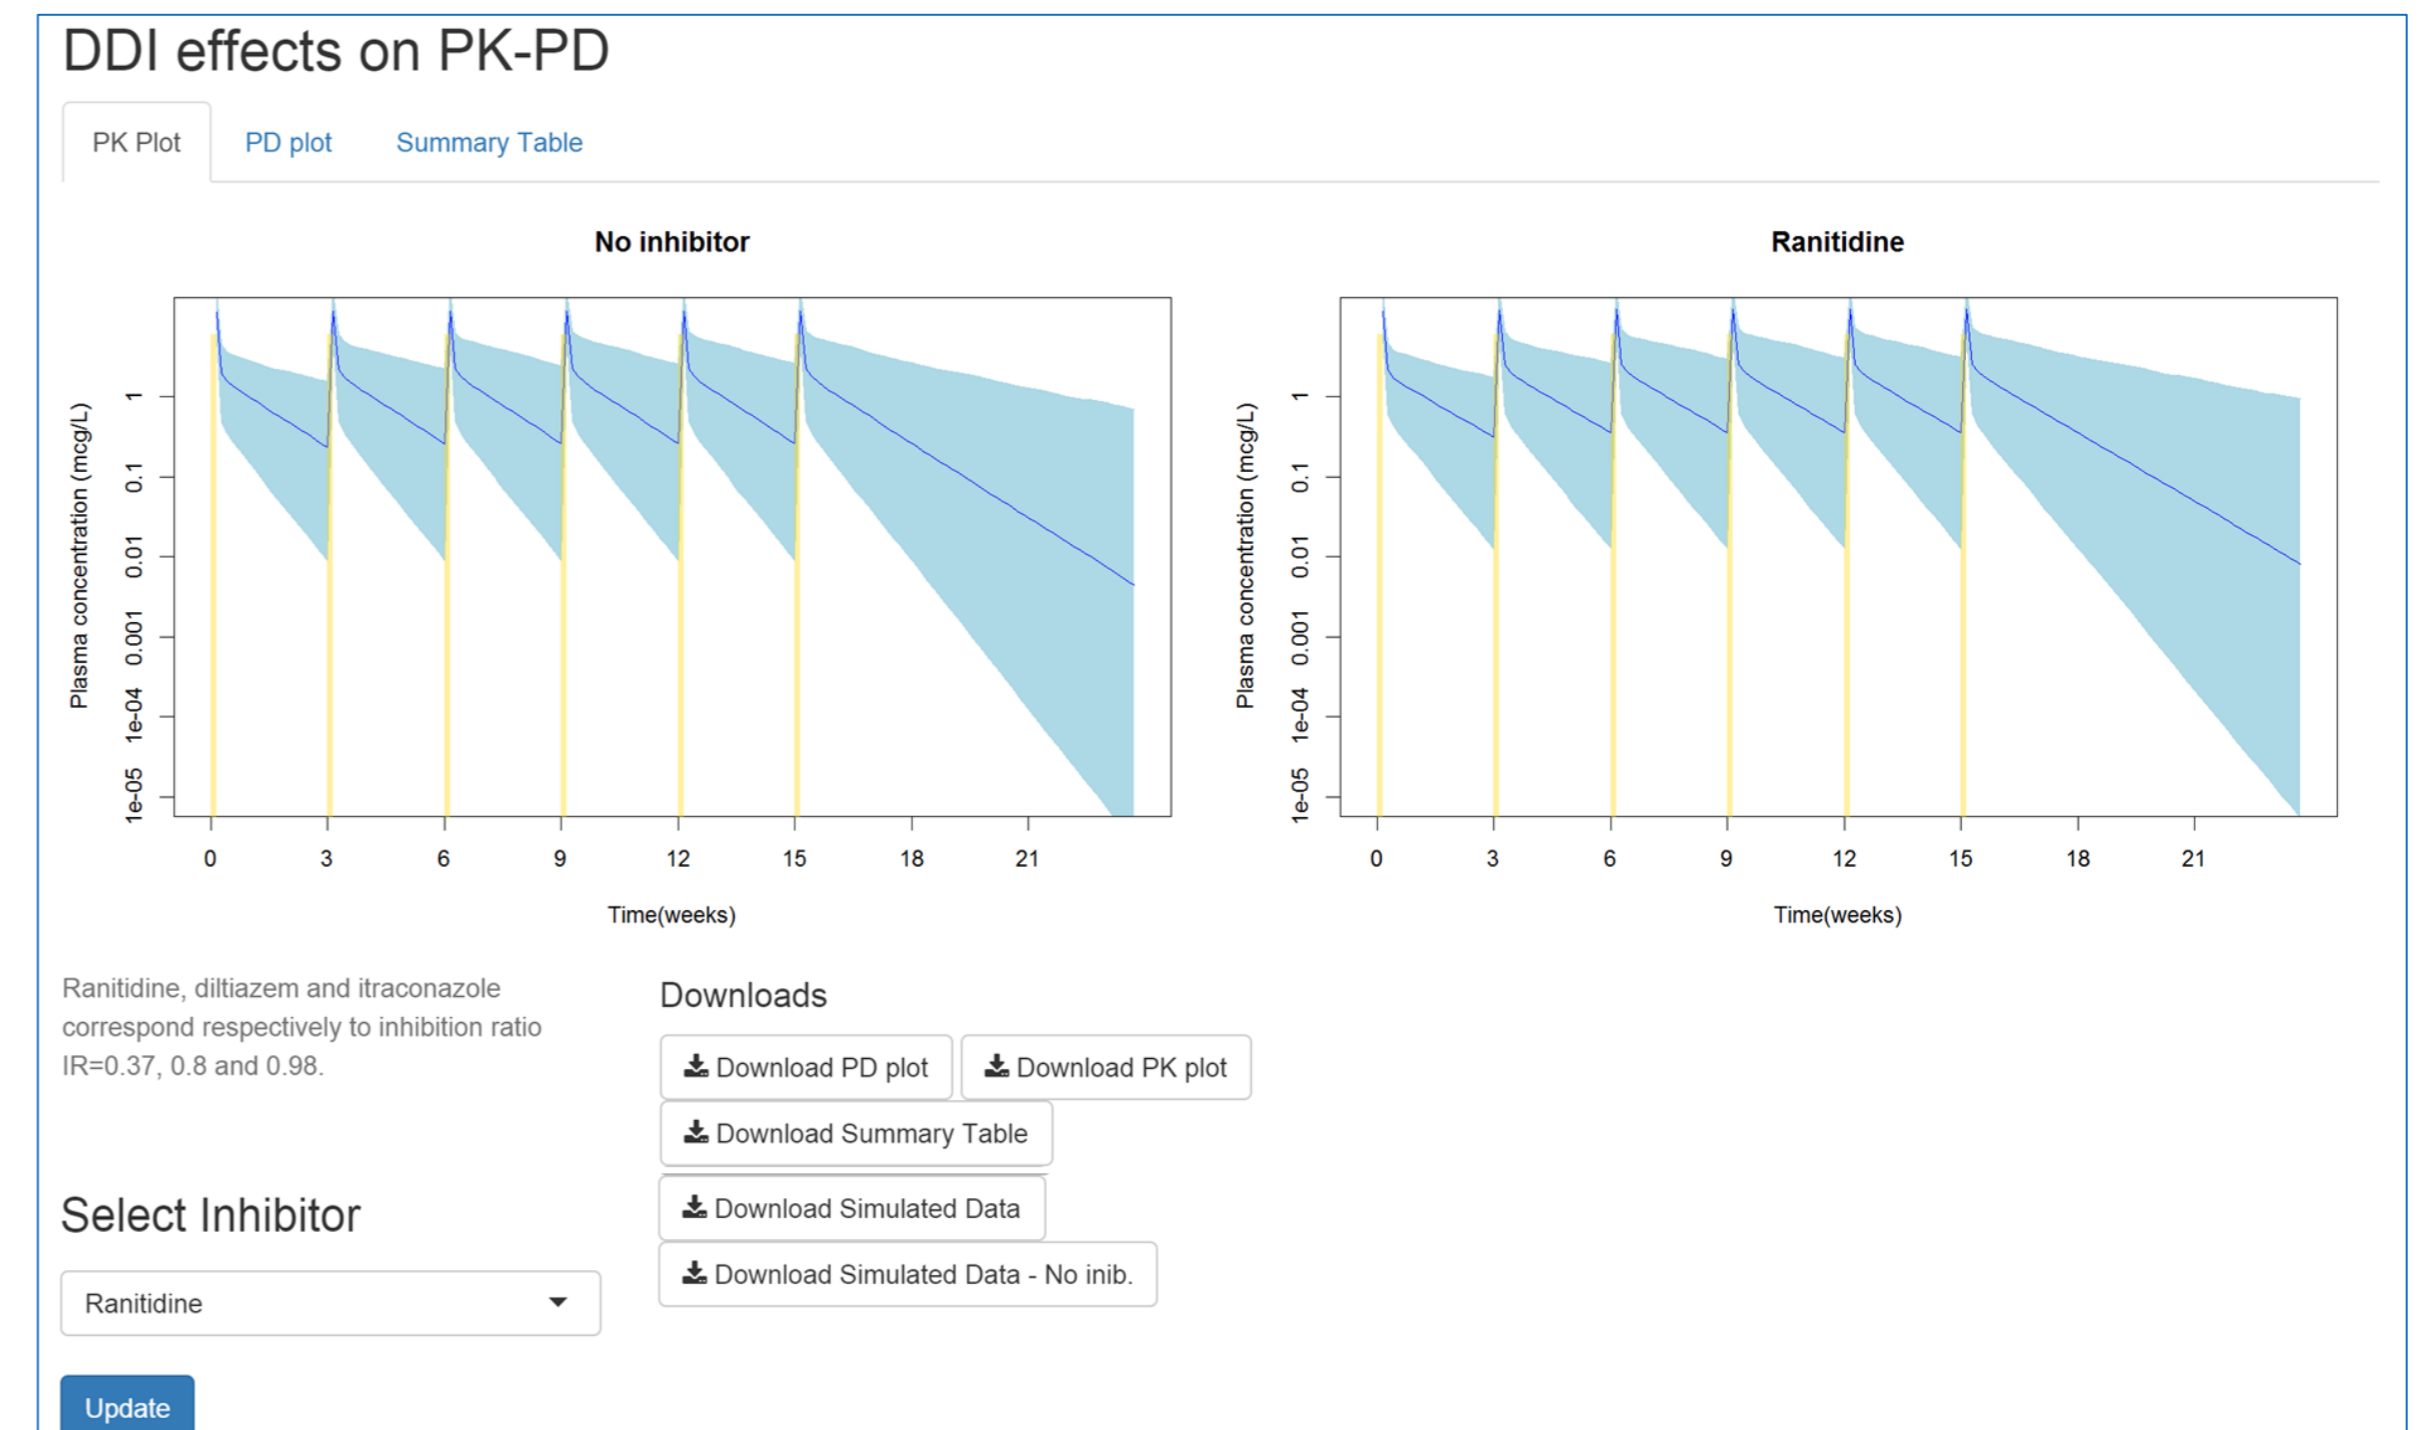 DDI effects on PK-PD
PK Plot PD plot Summary Table
No inhibitor
Plasma concentration (mcg/L)
1
0.1
0.01
0.001
1e-04
1e-05
0 3 6 9 12 15 18 21
Time(weeks)
Ranitidine
Plasma concentration (mcg/L)
1
0.1
0.01
0.001
1e-04
1e-05
0 3 6 9 12 15 18 21
Time(weeks)
Ranitidine, diltiazem and itraconazole
correspond respectively to inhibition ratio
IR=0.37, 0.8 and 0.98.
Select Inhibitor
Ranitidine
Update
Downloads
Download PD plot Download PK plot
Download Summary Table
Download Simulated Data
Download Simulated Data - No inib.